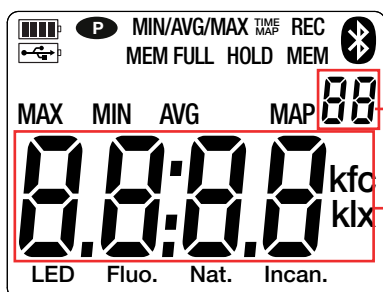 P MIN/AVG/MAX TIME MAP REC
MEM FULL HOLD MEM
MAX MIN AVG MAP 88
8.8:8.8 kfc
klx
LED Fluo. Nat. Incan.